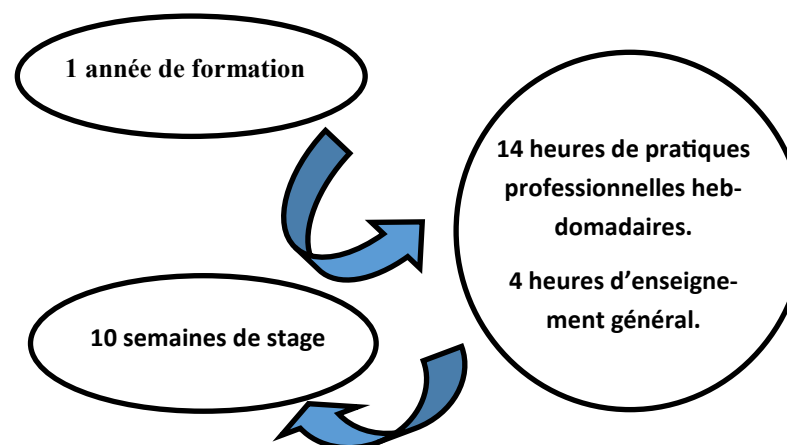 1 année de formation
14 heures de pratiques
professionnelles heb-
domadaires.
4 heures d’enseigne-
ment général.
10 semaines de stage